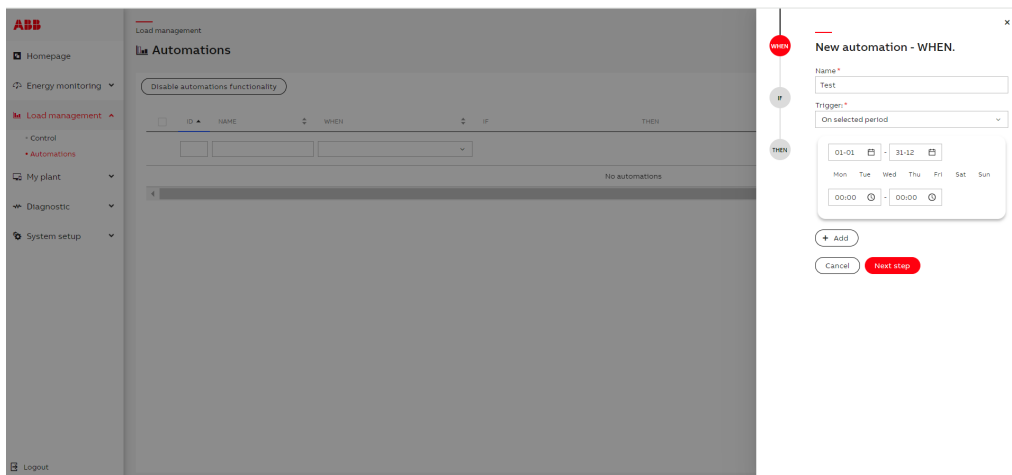 ABB
Homepage
Energy monitoring
Load management
- Control
• Automations
My plant
Diagnostic
System setup
Logout
Load management
Automations
Disable automations functionality
ID NAME WHEN IF THEN
No automations
WHEN
IF
THEN
×
New automation - WHEN.
Name *
Test
Trigger: *
On selected period
01-01 - 31-12
Mon Tue Wed Thu Fri Sat Sun
00:00 - 00:00
+ Add
Cancel Next step